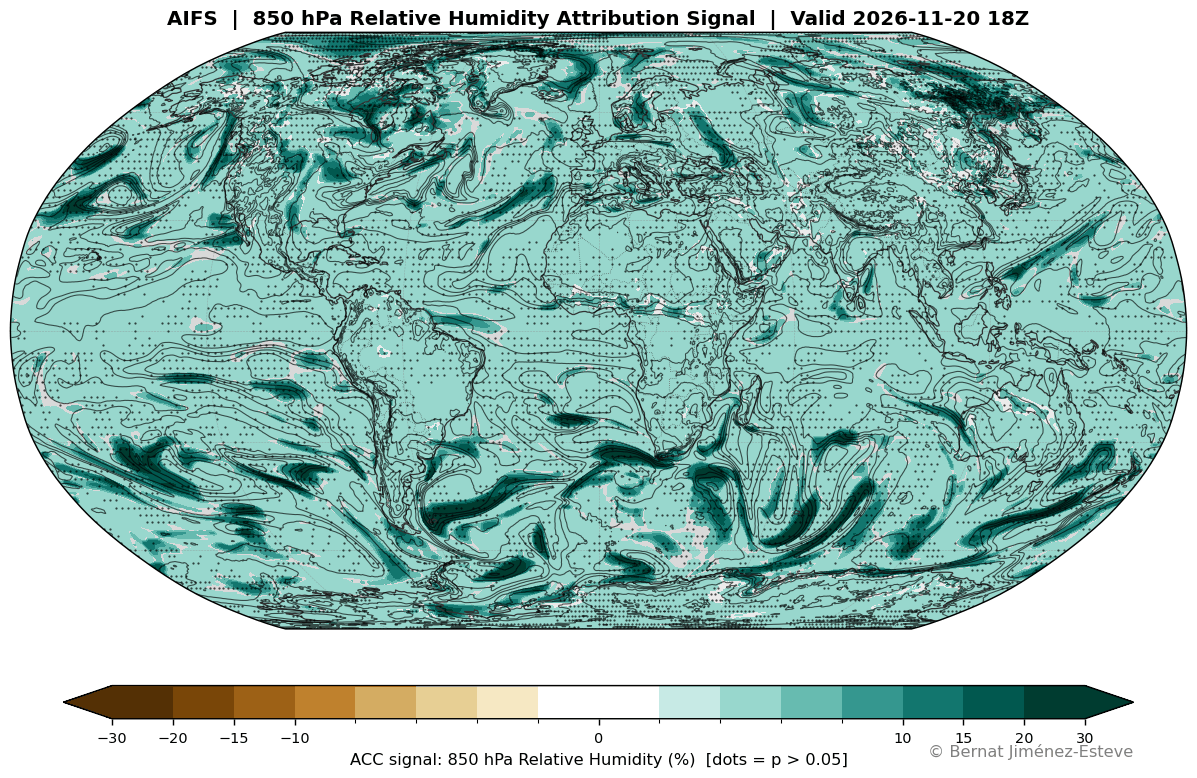 AIFS | 850 hPa Relative Humidity Attribution Signal | Valid 2026-11-20 18Z
−30 −20 −15 −10 0 10 15 20 30
ACC signal: 850 hPa Relative Humidity (%) [dots = p > 0.05]
© Bernat Jiménez-Esteve